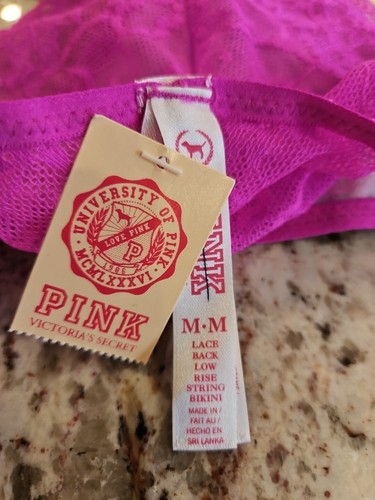 UNIVERSITY OF PINK
LOVE PINK
P
1986
MCMLXXXVI
PINK
VICTORIA'S SECRET
PINK
M·M
LACE
BACK
LOW
RISE
STRING
BIKINI
MADE IN /
FAIT AU /
HECHO EN
SRI LANKA